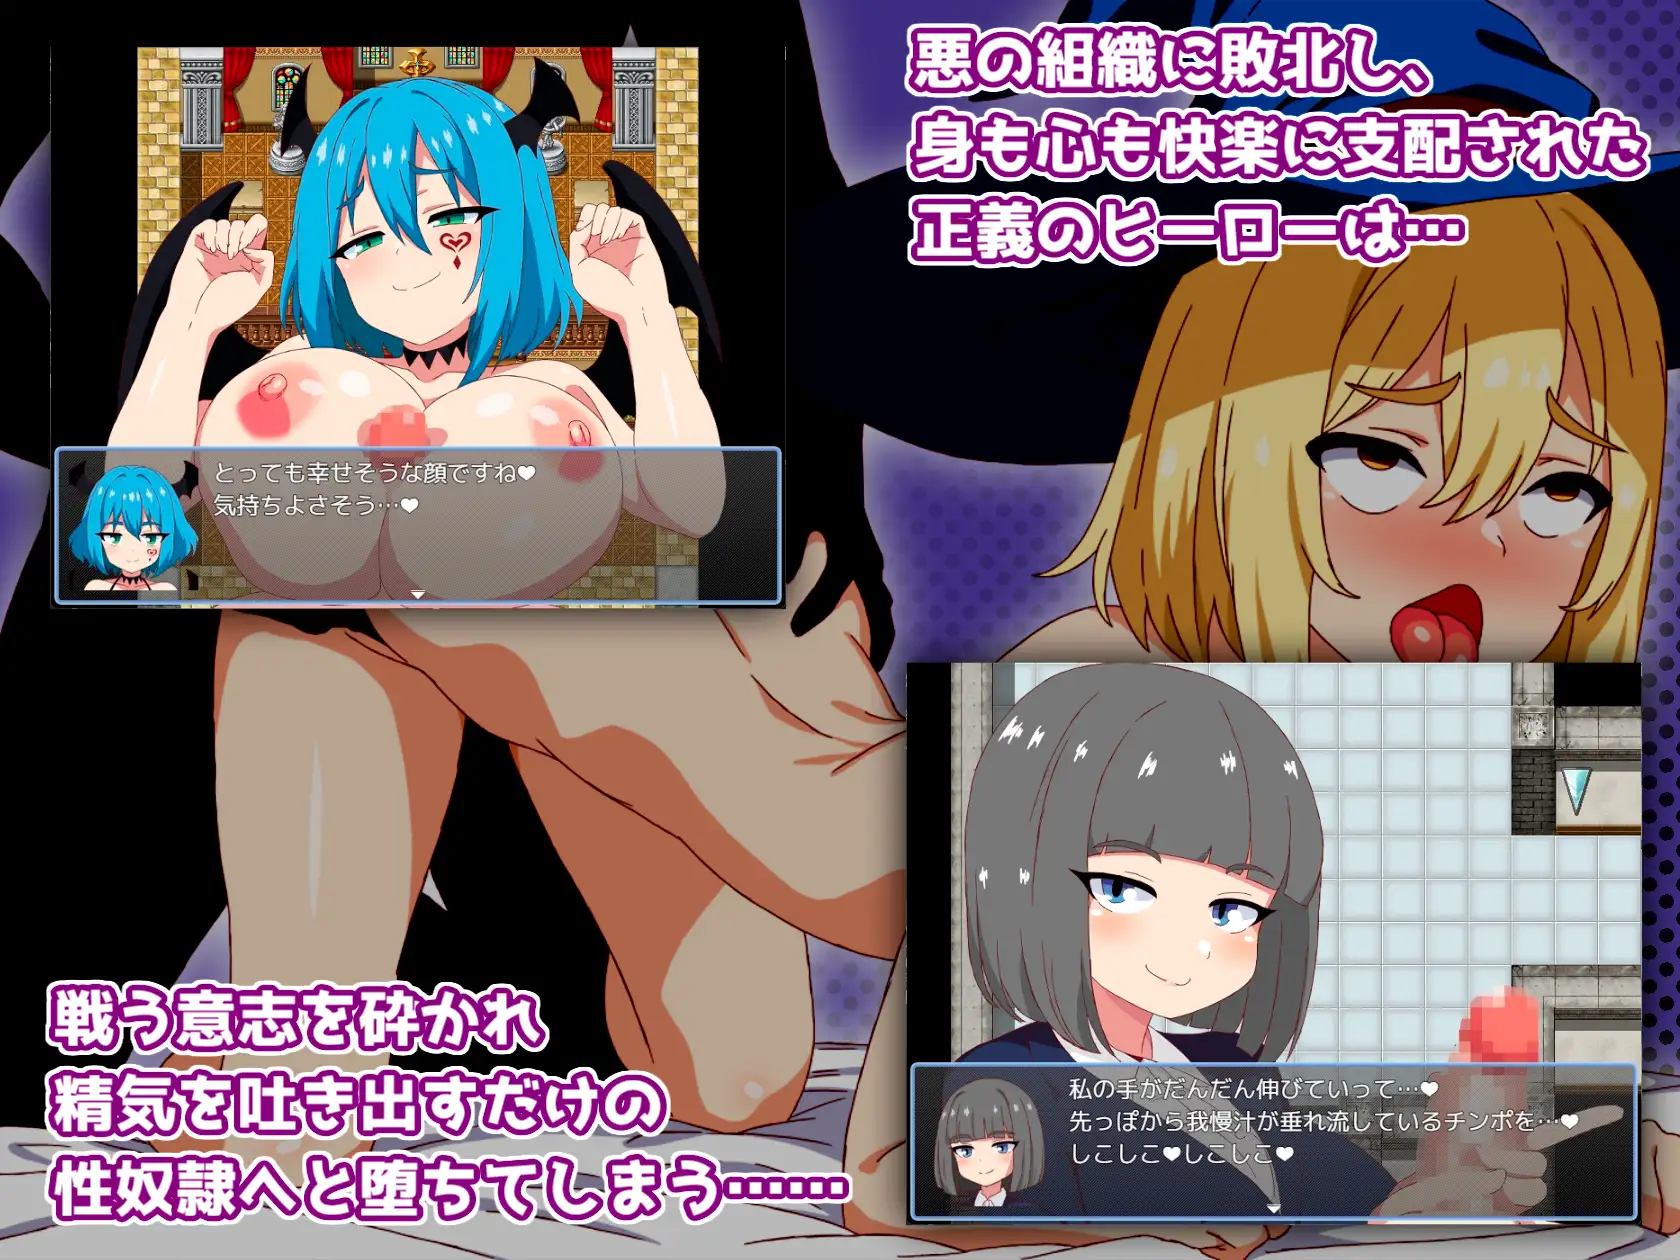 悪の組織に敗北し、
身も心も快楽に支配された
正義のヒーローは…
とっても幸せそうな顔ですね♥
気持ちよさそう…♥
戦う意志を砕かれ
精気を吐き出すだけの
性奴隷へと堕ちてしまう……
私の手がだんだん伸びていって…♥
先っぽから我慢汁が垂れ流しているチンポを…♥
しこしこ♥しこしこ♥